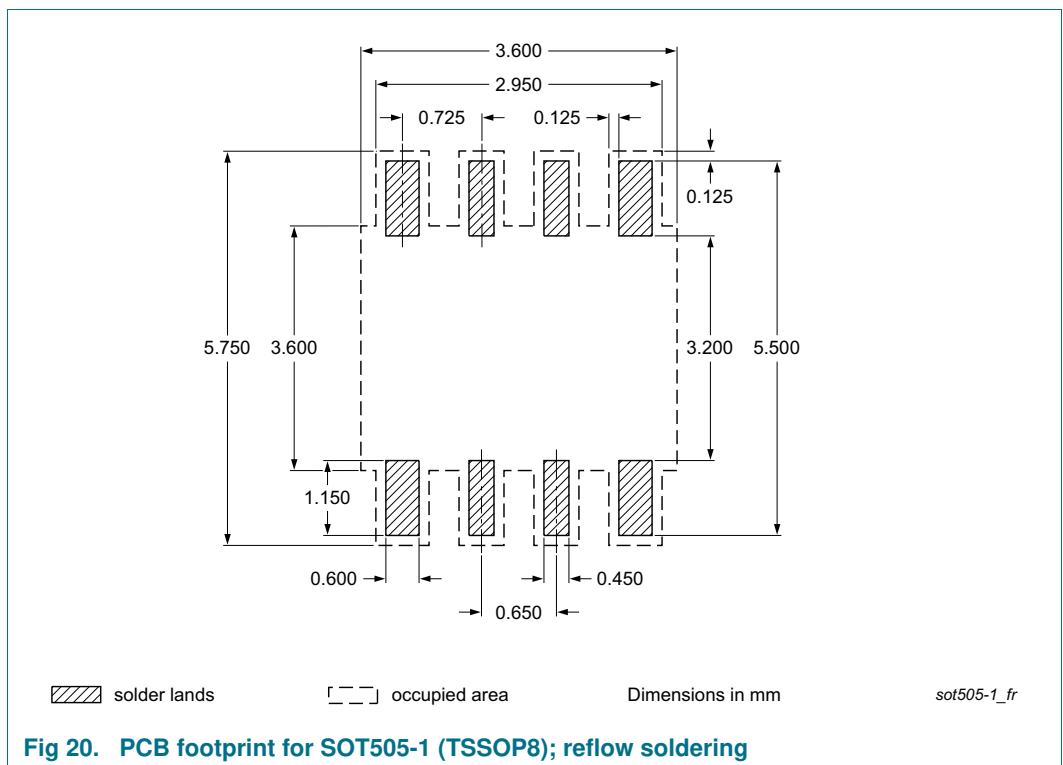 3.600
2.950
0.725
0.125
0.125
5.750
3.600
3.200
5.500
1.150
0.600
0.450
0.650
solder lands
occupied area
Dimensions in mm
sot505-1_fr
Fig 20. PCB footprint for SOT505-1 (TSSOP8); reflow soldering